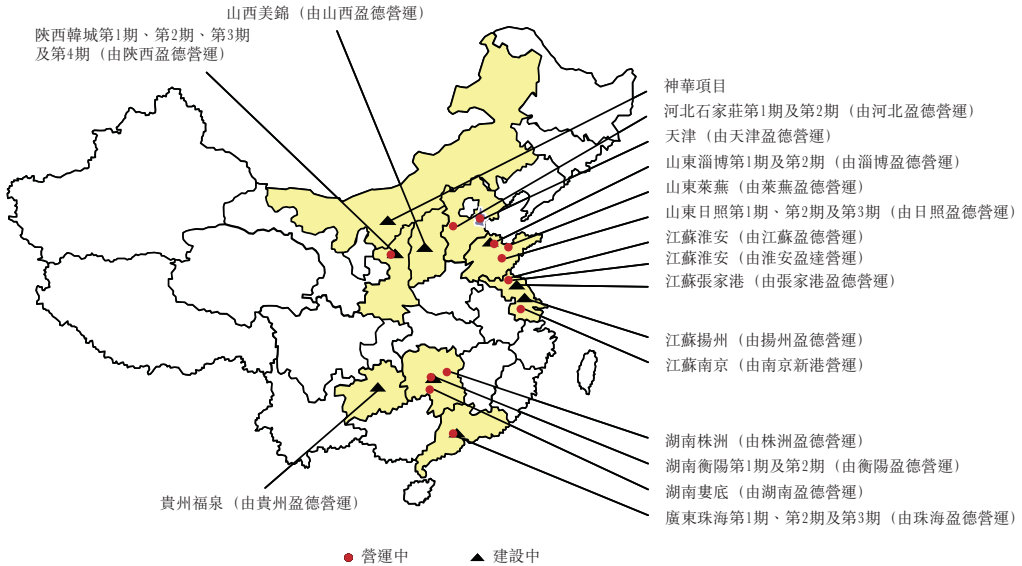 山西美錦（由山西盈德營運）
陝西韓城第1期、第2期、第3期
及第4期（由陝西盈德營運）
神華項目
河北石家莊第1期及第2期（由河北盈德營運）
天津（由天津盈德營運）
山東淄博第1期及第2期（由淄博盈德營運）
山東萊蕪（由萊蕪盈德營運）
山東日照第1期、第2期及第3期（由日照盈德營運）
江蘇淮安（由江蘇盈德營運）
江蘇淮安（由淮安盈達營運）
江蘇張家港（由張家港盈德營運）
江蘇揚州（由揚州盈德營運）
江蘇南京（由南京新港營運）
湖南株洲（由株洲盈德營運）
湖南衡陽第1期及第2期（由衡陽盈德營運）
湖南婁底（由湖南盈德營運）
廣東珠海第1期、第2期及第3期（由珠海盈德營運）
貴州福泉（由貴州盈德營運）
營運中
建設中